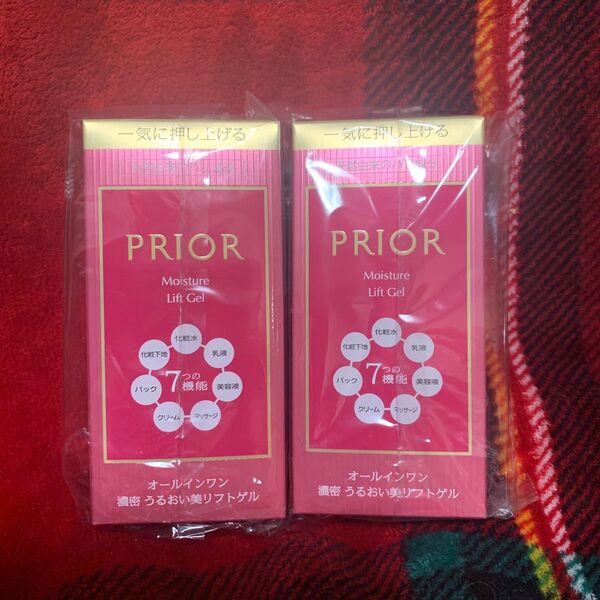 一気に押し上げる
PRIOR
Moisture
Lift Gel
化粧水
乳液
美容液
マッサージ
クリーム
パック
化粧下地
7つの
機能
オールインワン
濃密 うるおい美リフトゲル
一気に押し上げる
PRIOR
Moisture
Lift Gel
化粧水
乳液
美容液
マッサージ
クリーム
パック
化粧下地
7つの
機能
オールインワン
濃密 うるおい美リフトゲル